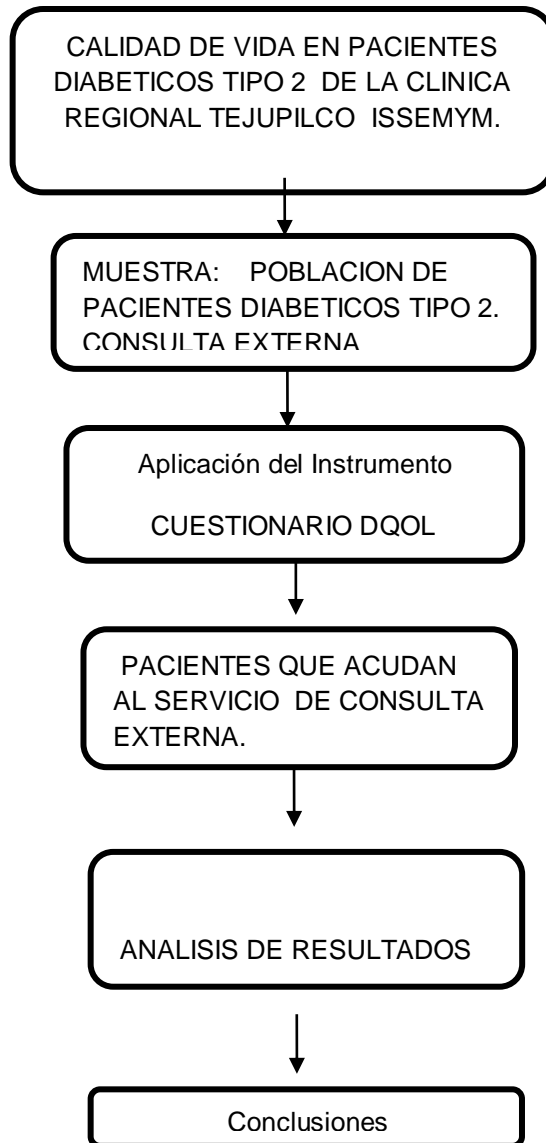 CALIDAD DE VIDA EN PACIENTES
DIABETICOS TIPO 2 DE LA CLINICA
REGIONAL TEJUPILCO ISSEMYM.
MUESTRA: POBLACION DE
PACIENTES DIABETICOS TIPO 2.
CONSULTA EXTERNA
Aplicación del Instrumento
CUESTIONARIO DQOL
PACIENTES QUE ACUDAN
AL SERVICIO DE CONSULTA
EXTERNA.
ANALISIS DE RESULTADOS
Conclusiones